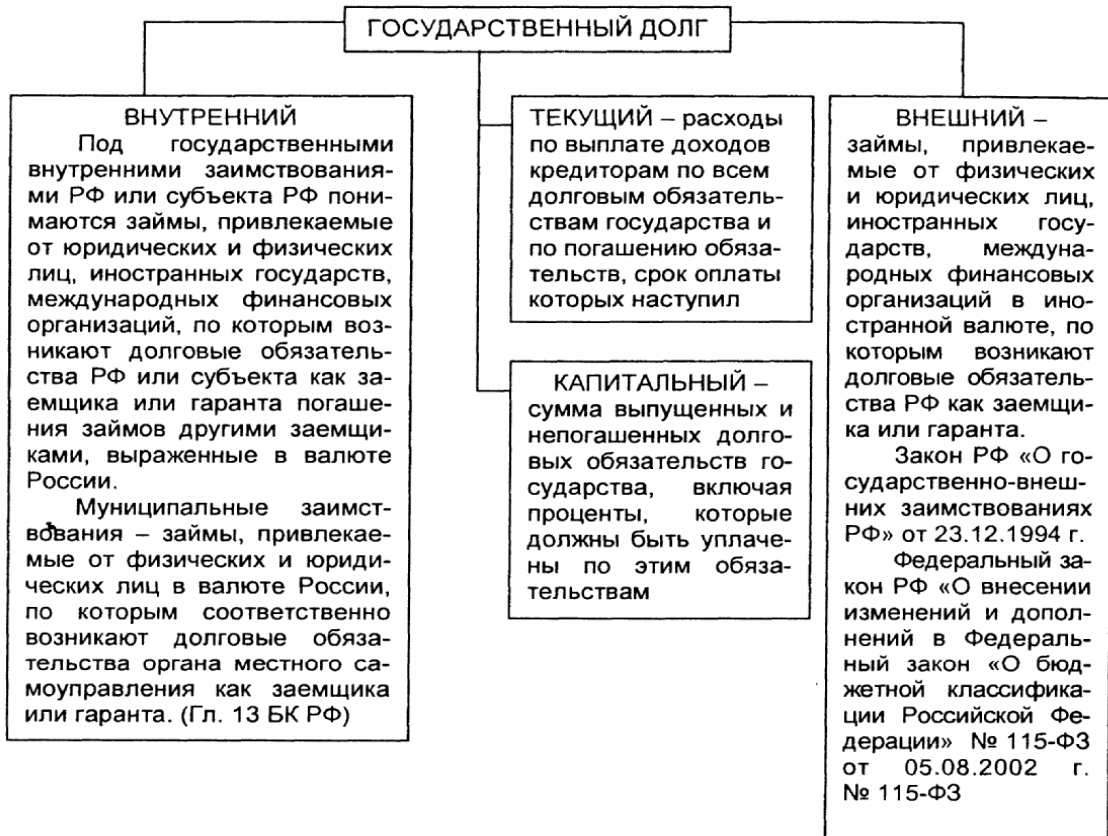 ГОСУДАРСТВЕННЫЙ ДОЛГ
ВНУТРЕННИЙ
Под государственными
внутренними заимствования-
ми РФ или субъекта РФ пони-
маются займы, привлекаемые
от юридических и физических
лиц, иностранных государств,
международных финансовых
организаций, по которым воз-
никают долговые обязатель-
ства РФ или субъекта как за-
емщика или гаранта погаше-
ния займов другими заемщи-
ками, выраженные в валюте
России.
Муниципальные заимст-
вования – займы, привлекае-
мые от физических и юриди-
ческих лиц в валюте России,
по которым соответственно
возникают долговые обяза-
тельства органа местного са-
моуправления как заемщика
или гаранта. (Гл. 13 БК РФ)
ТЕКУЩИЙ – расходы
по выплате доходов
кредиторам по всем
долговым обязатель-
ствам государства и
по погашению обяза-
тельств, срок оплаты
которых наступил
КАПИТАЛЬНЫЙ –
сумма выпущенных и
непогашенных долго-
вых обязательств го-
сударства, включая
проценты, которые
должны быть уплаче-
ны по этим обяза-
тельствам
ВНЕШНИЙ –
займы, привлекае-
мые от физических
и юридических лиц,
иностранных госу-
дарств, междуна-
родных финансовых
организаций в ино-
странной валюте, по
которым возникают
долговые обязатель-
ства РФ как заемщи-
ка или гаранта.
Закон РФ «О го-
сударственно-внеш-
них заимствованиях
РФ» от 23.12.1994 г.
Федеральный за-
кон РФ «О внесении
изменений и допол-
нений в Федераль-
ный закон «О бюд-
жетной классифика-
ции Российской Фе-
дерации» № 115-ФЗ
от 05.08.2002 г.
№ 115-ФЗ